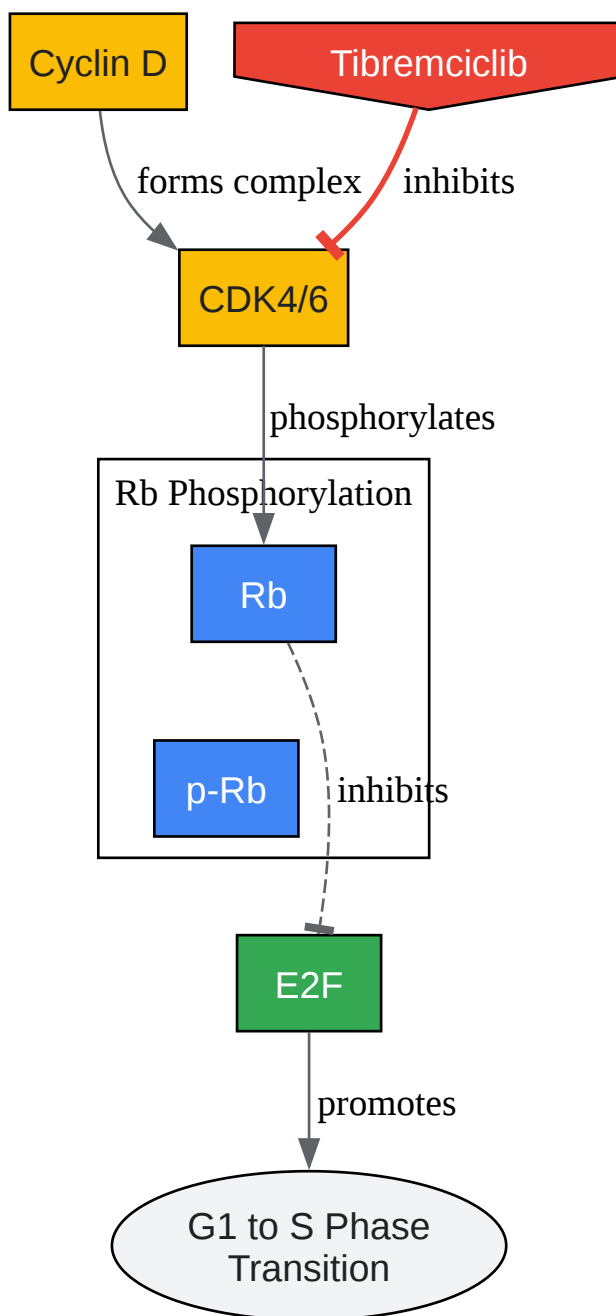 Cyclin D
Tibremciclib
forms complex
inhibits
CDK4/6
phosphorylates
Rb Phosphorylation
Rb
p-Rb
inhibits
E2F
promotes
G1 to S Phase
Transition